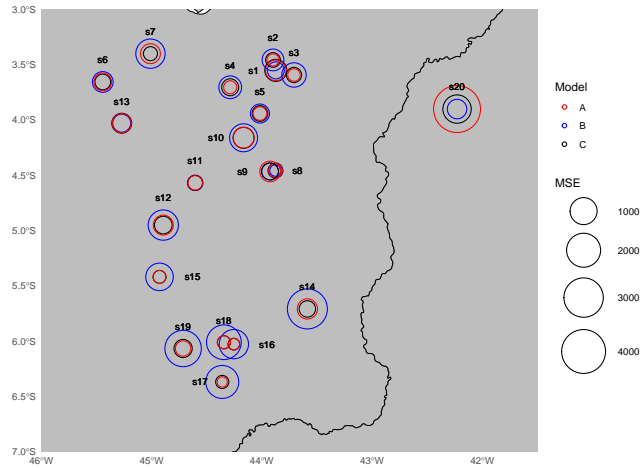 3.0°S
3.5°S
4.0°S
4.5°S
5.0°S
5.5°S
6.0°S
6.5°S
7.0°S
46°W
45°W
44°W
43°W
42°W
s7
s2
s3
s6
s4
s1
s20
s5
s13
s10
s11
s9
s8
s12
s15
s14
s18
s19
s16
s17
Model
A
B
C
MSE
1000
2000
3000
4000